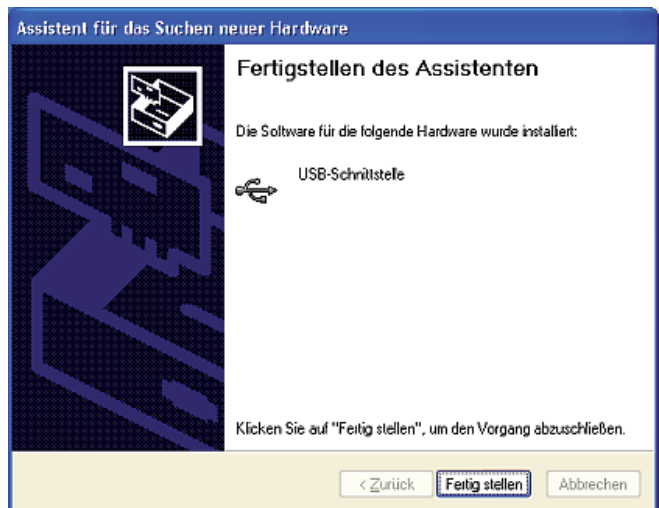 Assistent für das Suchen neuer Hardware
Fertigstellen des Assistenten
Die Software für die folgende Hardware wurde installiert:
USB-Schnittstelle
Klicken Sie auf "Fertig stellen", um den Vorgang abzuschließen.
< Zurück Fertig stellen Abbrechen